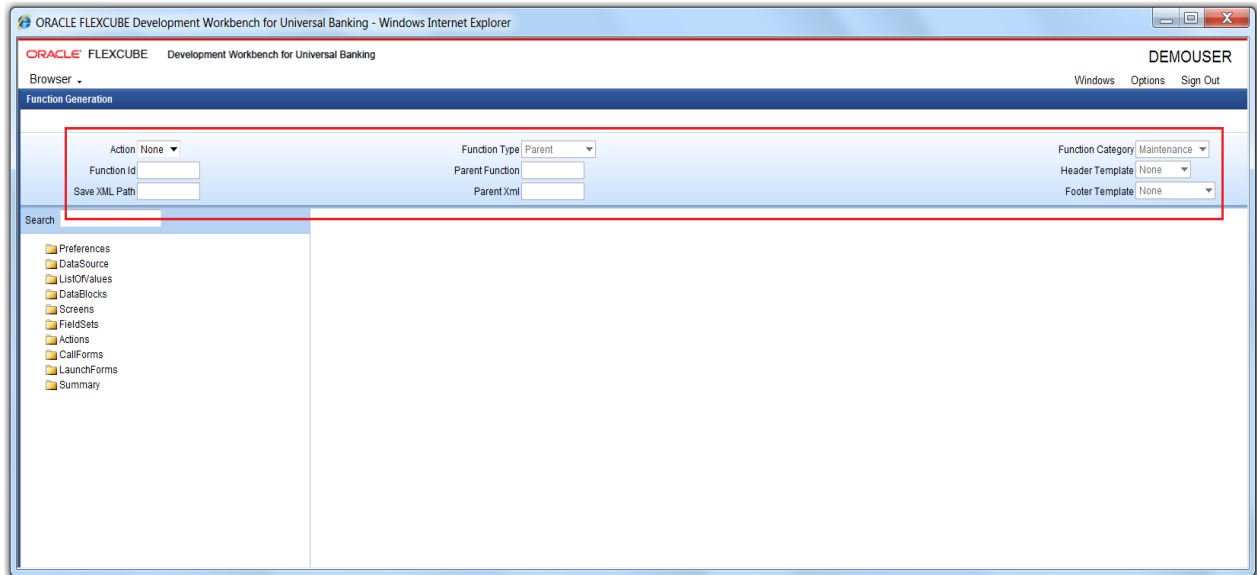 ORACLE FLEXCUBE Development Workbench for Universal Banking - Windows Internet Explorer
ORACLE FLEXCUBE Development Workbench for Universal Banking DEMOUSER
Browser Windows Options Sign Out
Function Generation
Action None Function Type Parent Function Category Maintenance
Function Id Parent Function Header Template None
Save XML Path Parent Xml Footer Template None
Search
Preferences
DataSource
ListOfValues
DataBlocks
Screens
FieldSets
Actions
CallForms
LaunchForms
Summary